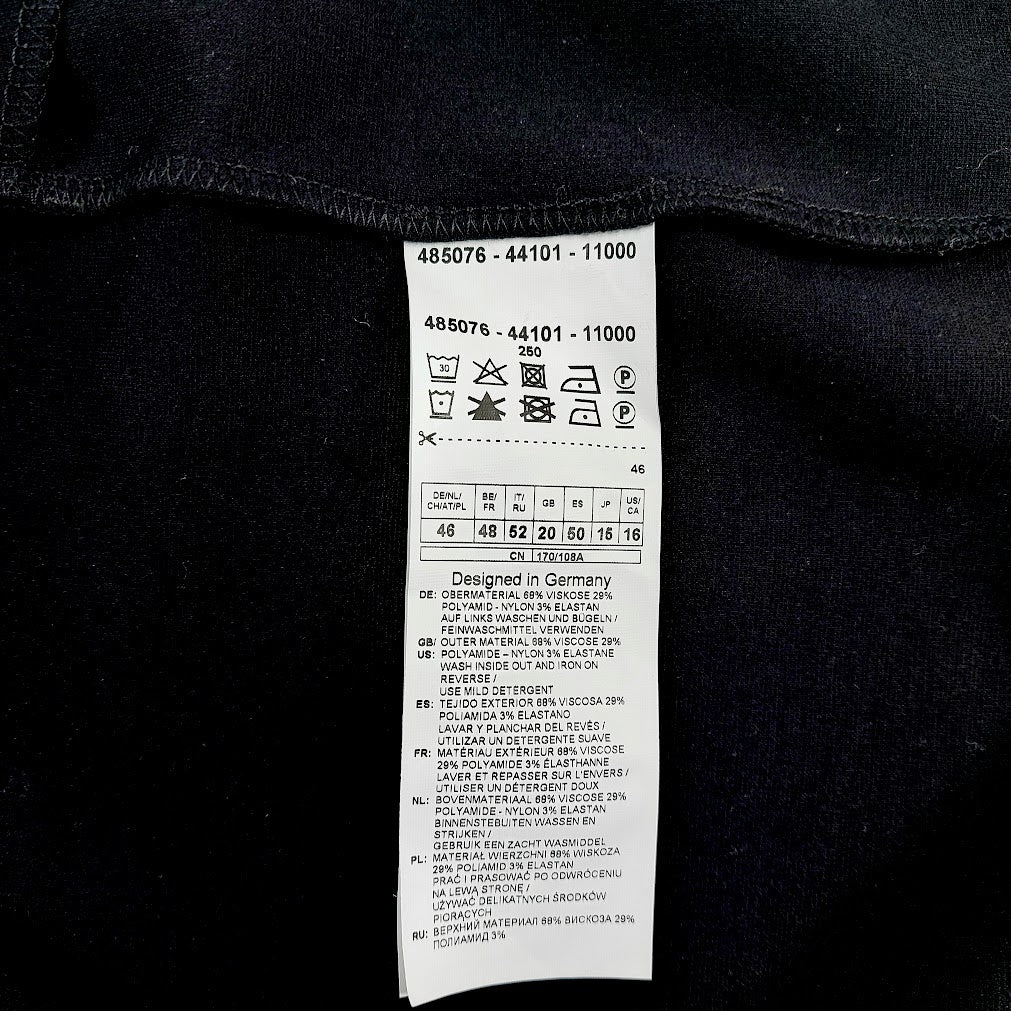 485076 - 44101 - 11000
485076 - 44101 - 11000
250
30 P
P
46
DE/NL/ CH/AT/PL BE/ FR IT/ RU GB ES JP US/ CA
46 48 52 20 50 15 16
CN 170/108A
Designed in Germany
DE: OBERMATERIAL 68% VISKOSE 29%
POLYAMID - NYLON 3% ELASTAN
AUF LINKS WASCHEN UND BÜGELN /
FEINWASCHMITTEL VERWENDEN
GB/ OUTER MATERIAL 68% VISCOSE 29%
US: POLYAMIDE – NYLON 3% ELASTANE
WASH INSIDE OUT AND IRON ON
REVERSE /
USE MILD DETERGENT
ES: TEJIDO EXTERIOR 68% VISCOSA 29%
POLIAMIDA 3% ELASTANO
LAVAR Y PLANCHAR DEL REVÉS /
UTILIZAR UN DETERGENTE SUAVE
FR: MATÉRIAU EXTÉRIEUR 68% VISCOSE
29% POLYAMIDE 3% ÉLASTHANNE
LAVER ET REPASSER SUR L'ENVERS /
UTILISER UN DÉTERGENT DOUX
NL: BOVENMATERIAAL 68% VISCOSE 29%
POLYAMIDE - NYLON 3% ELASTAN
BINNENSTEBUITEN WASSEN EN
STRIJKEN /
GEBRUIK EEN ZACHT WASMIDDEL
PL: MATERIAŁ WIERZCHNI 68% WISKOZA
29% POLIAMID 3% ELASTAN
PRAĆ I PRASOWAĆ PO ODWRÓCENIU
NA LEWĄ STRONĘ /
UŻYWAĆ DELIKATNYCH ŚRODKÓW
PIORĄCYCH
RU: ВЕРХНИЙ МАТЕРИАЛ 68% ВИСКОЗА 29%
ПОЛИАМИД 3%